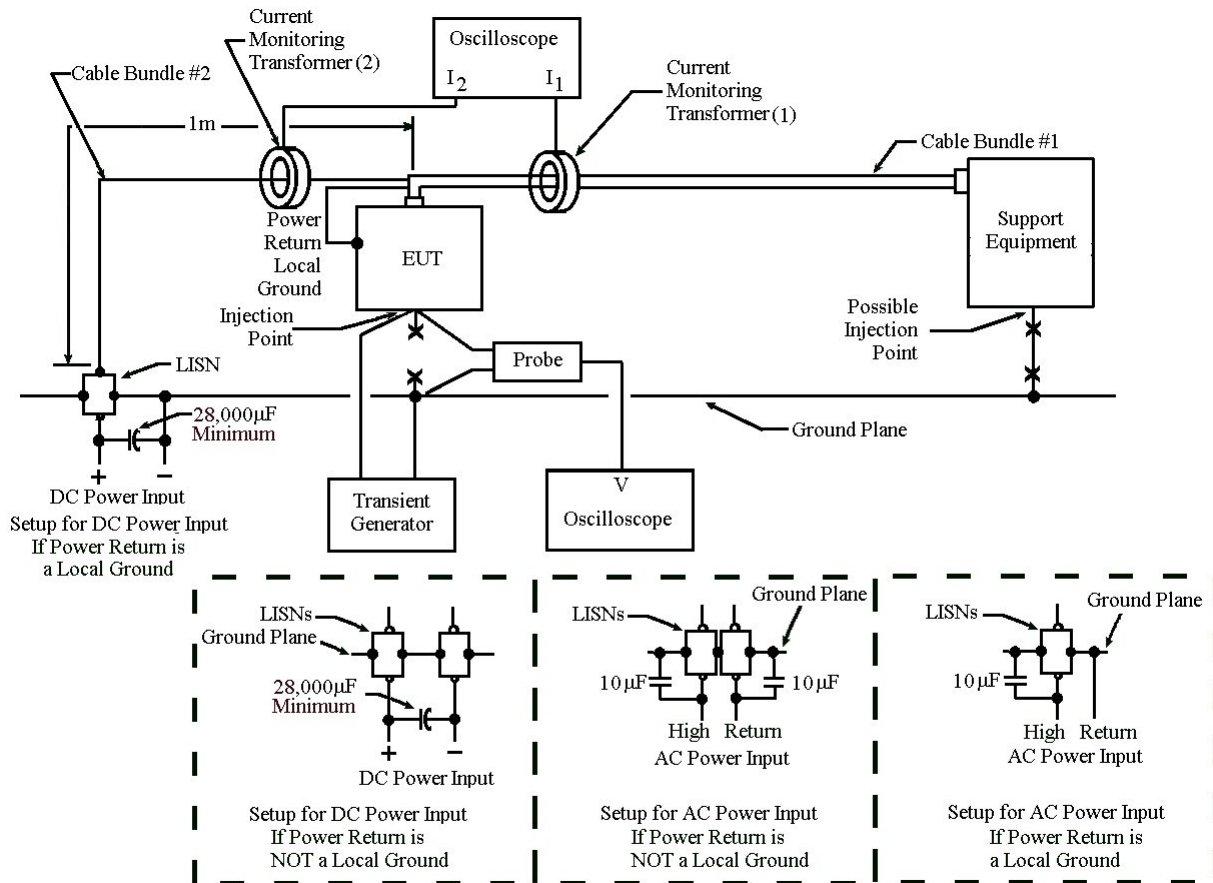 Current
Monitoring
Transformer (2)
Oscilloscope
I2
I1
Current
Monitoring
Transformer (1)
Cable Bundle #2
1m
Cable Bundle #1
Power
Return
Local
Ground
EUT
Support
Equipment
Injection
Point
Possible
Injection
Point
Probe
LISN
28,000µF
Minimum
Ground Plane
+
−
DC Power Input
Setup for DC Power Input
If Power Return is
a Local Ground
Transient
Generator
V
Oscilloscope
LISNs
Ground Plane
28,000µF
Minimum
+
−
DC Power Input
Setup for DC Power Input
If Power Return is
NOT a Local Ground
LISNs
Ground Plane
10µF
10µF
High
Return
AC Power Input
Setup for AC Power Input
If Power Return is
NOT a Local Ground
LISNs
Ground Plane
10µF
High
Return
AC Power Input
Setup for AC Power Input
If Power Return is
a Local Ground